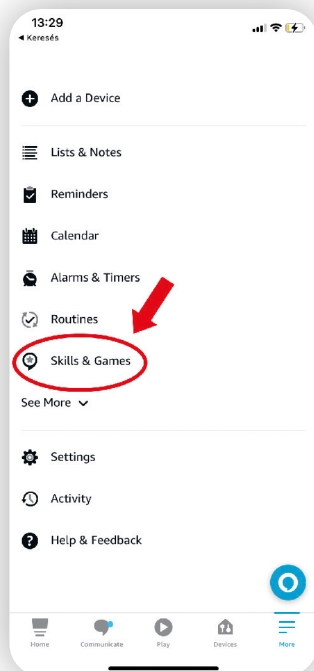 13:29
◀ Keresés
Add a Device
Lists & Notes
Reminders
Calendar
Alarms & Timers
Routines
Skills & Games
See More
Settings
Activity
Help & Feedback
Home Communicate Play Devices More